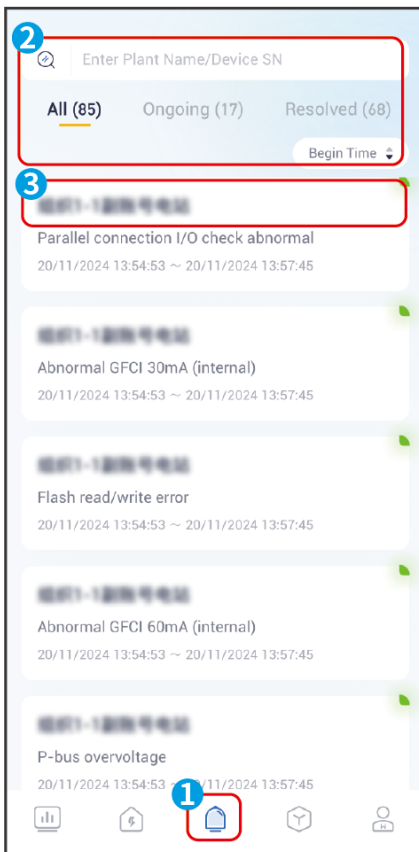 2
Enter Plant Name/Device SN
All (85) Ongoing (17) Resolved (68)
Begin Time
3
Parallel connection I/O check abnormal
20/11/2024 13:54:53 ~ 20/11/2024 13:57:45
Abnormal GFCI 30mA (internal)
20/11/2024 13:54:53 ~ 20/11/2024 13:57:45
Flash read/write error
20/11/2024 13:54:53 ~ 20/11/2024 13:57:45
Abnormal GFCI 60mA (internal)
20/11/2024 13:54:53 ~ 20/11/2024 13:57:45
P-bus overvoltage
20/11/2024 13:54:53 /11/2024 13:57:45
1
H